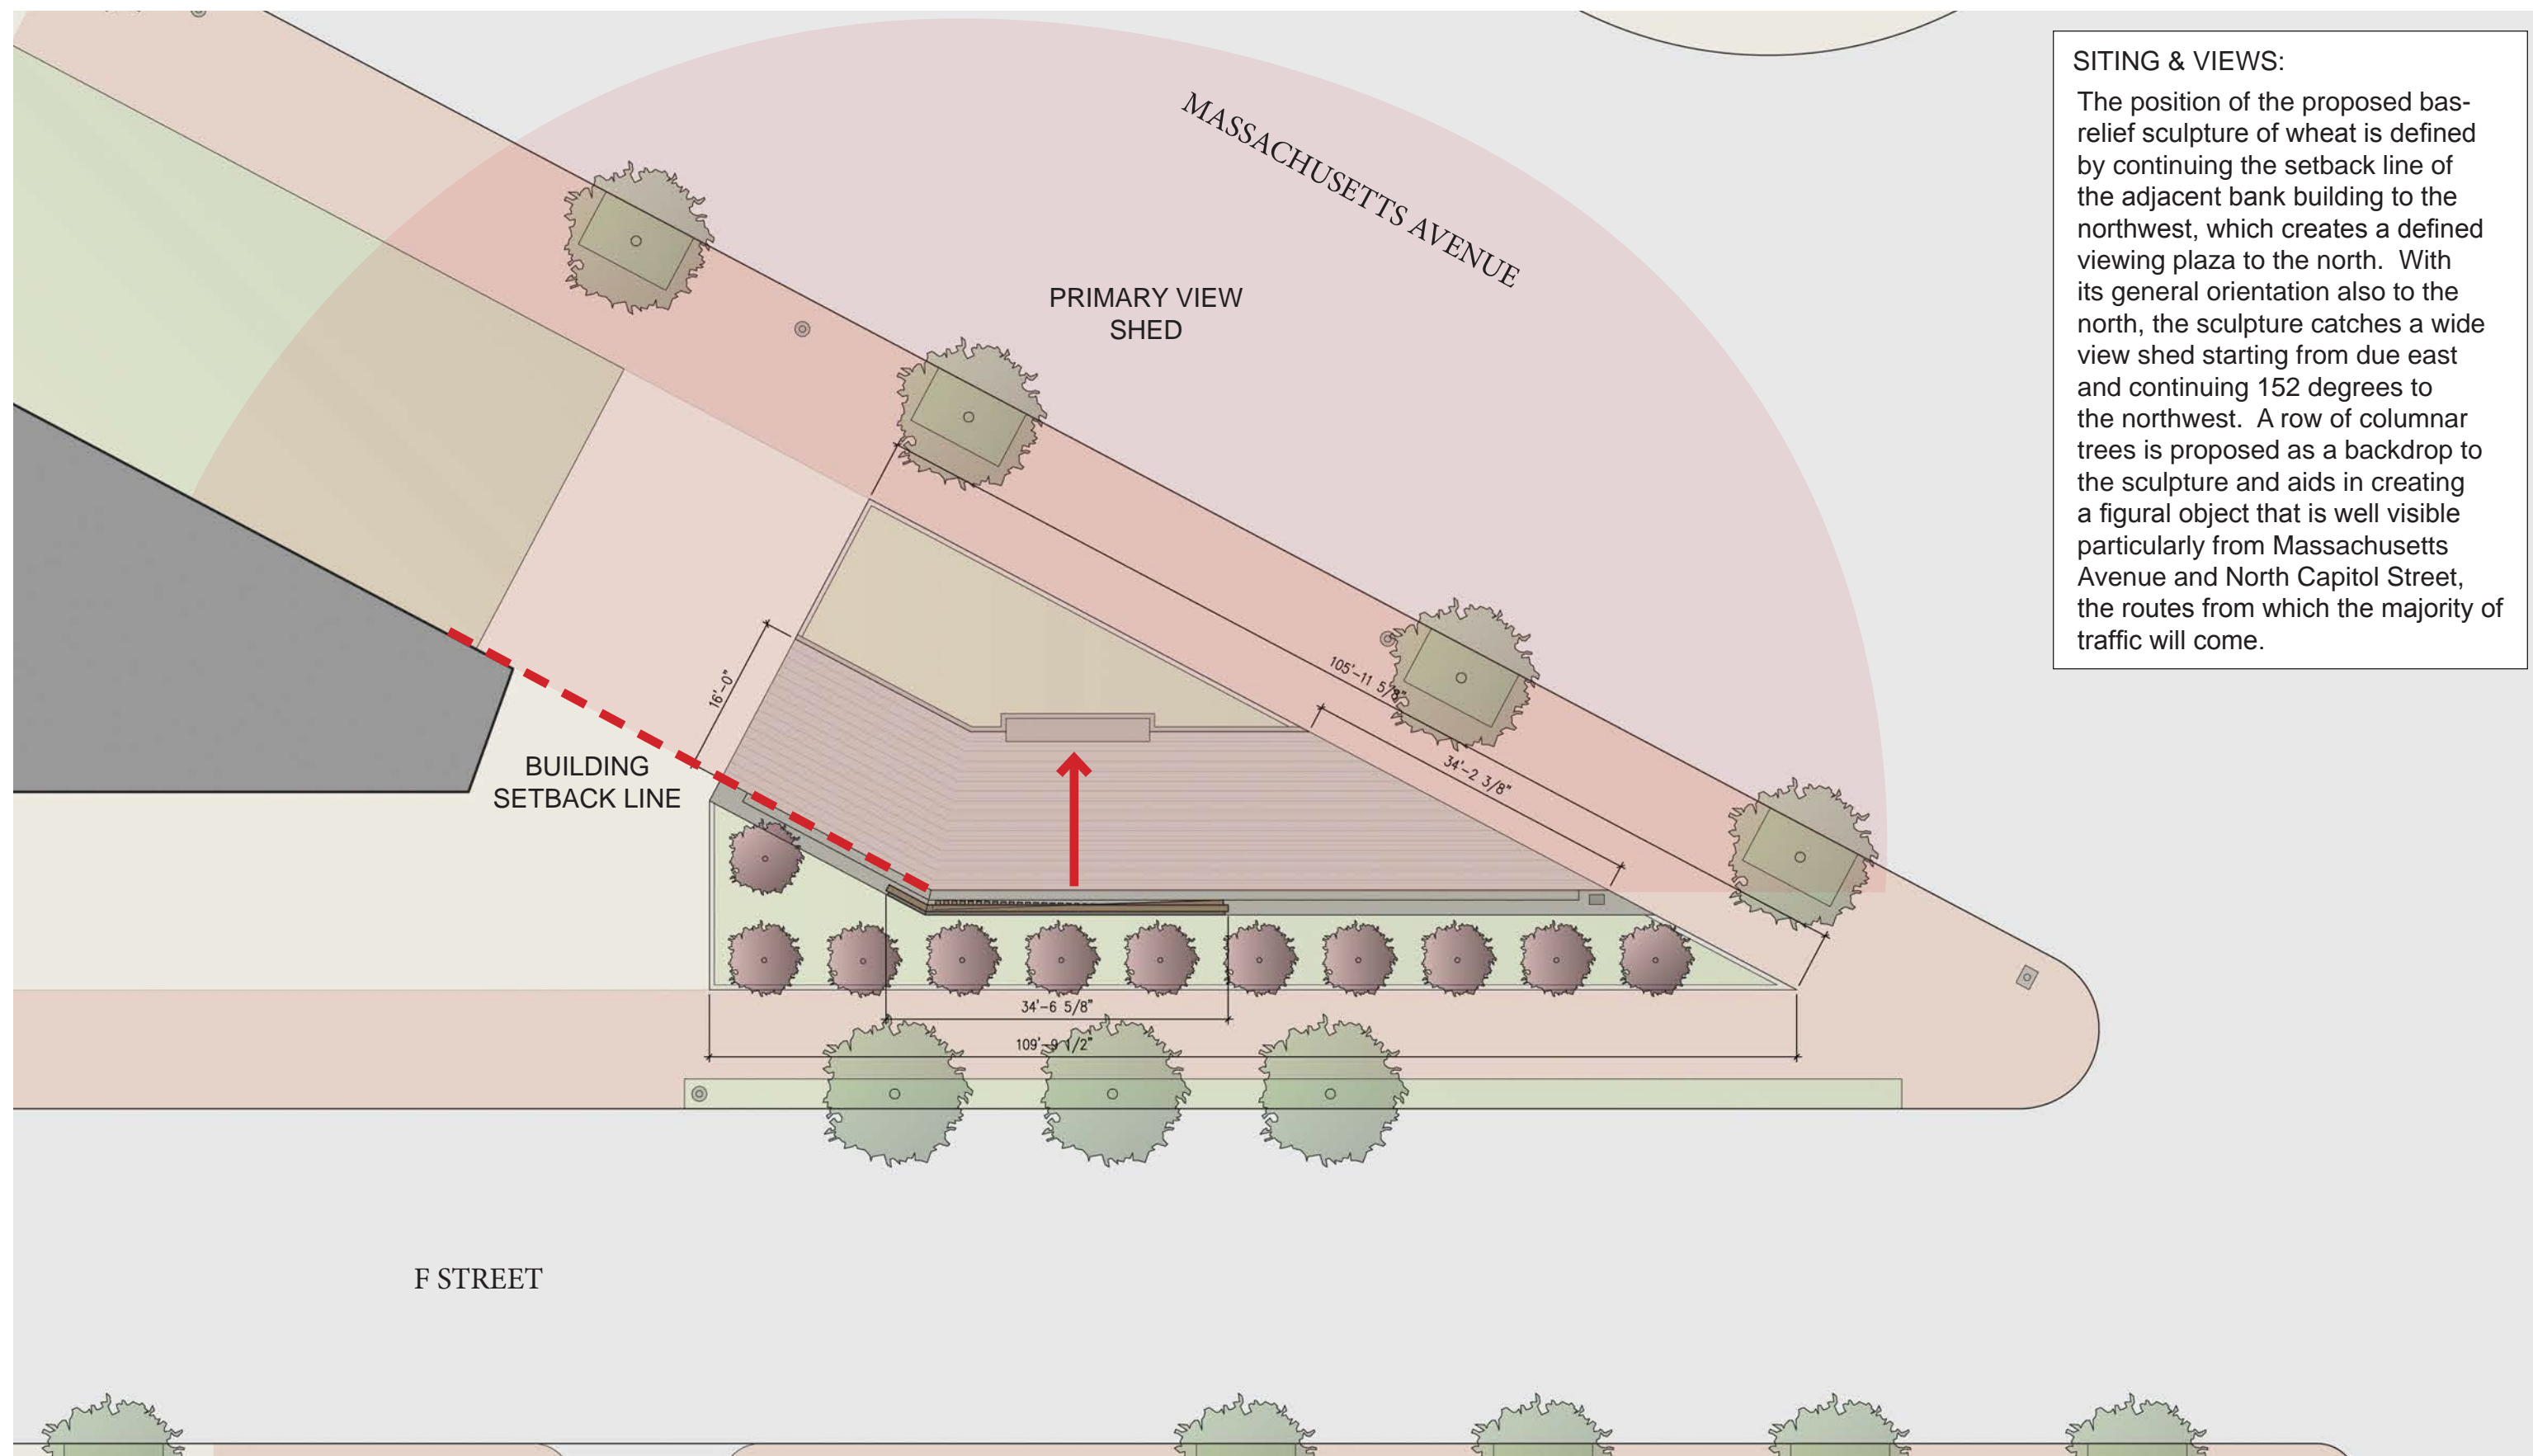 SITING & VIEWS:
The position of the proposed bas-
relief sculpture of wheat is defined
by continuing the setback line of
the adjacent bank building to the
northwest, which creates a defined
viewing plaza to the north.  With
its general orientation also to the
north, the sculpture catches a wide
view shed starting from due east
and continuing 152 degrees to
the northwest.  A row of columnar
trees is proposed as a backdrop to
the sculpture and aids in creating
a figural object that is well visible
particularly from Massachusetts
Avenue and North Capitol Street,
the routes from which the majority of
traffic will come.
MASSACHUSETTS AVENUE
PRIMARY VIEW
SHED
16'-0"
105'-11 5/8"
34'-2 3/8"
BUILDING
SETBACK LINE
34'-6 5/8"
109'-9 1/2"
F STREET